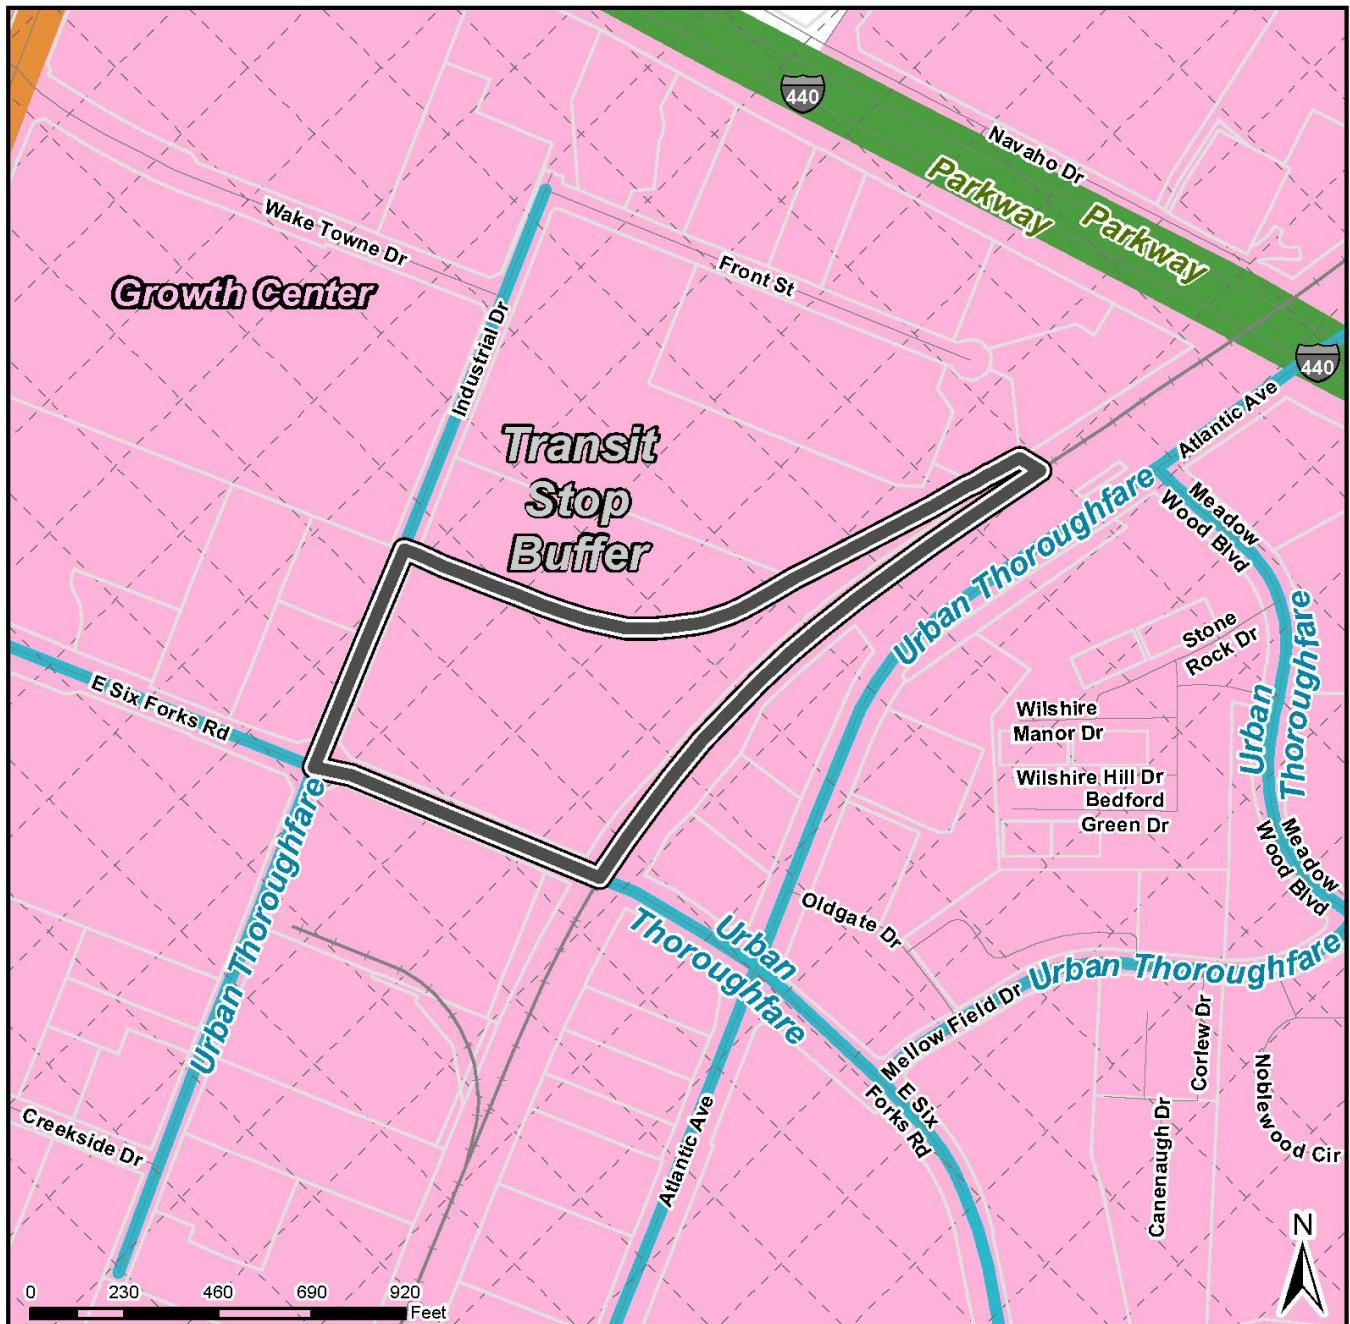 440
Navaho Dr
Parkway
Parkway
Wake Towne Dr
Growth Center
Front St
Industrial Dr
440
Atlantic Ave
Transit
Stop
Buffer
Urban Thoroughfare
Meadow
Wood Blvd
Stone
Rock Dr
Urban
Thoroughfare
E Six Forks Rd
Wilshire
Manor Dr
Wilshire Hill Dr
Bedford
Green Dr
Meadow
Wood Blvd
Urban Thoroughfare
Oldgate Dr
Urban
Thoroughfare
Urban Thoroughfare
Mellow Field Dr
E Six
Forks Rd
Corlew Dr
Noblewood Cir
Canenaugh Dr
Creekside Dr
Atlantic Ave
N
0 230 460 690 920
Feet